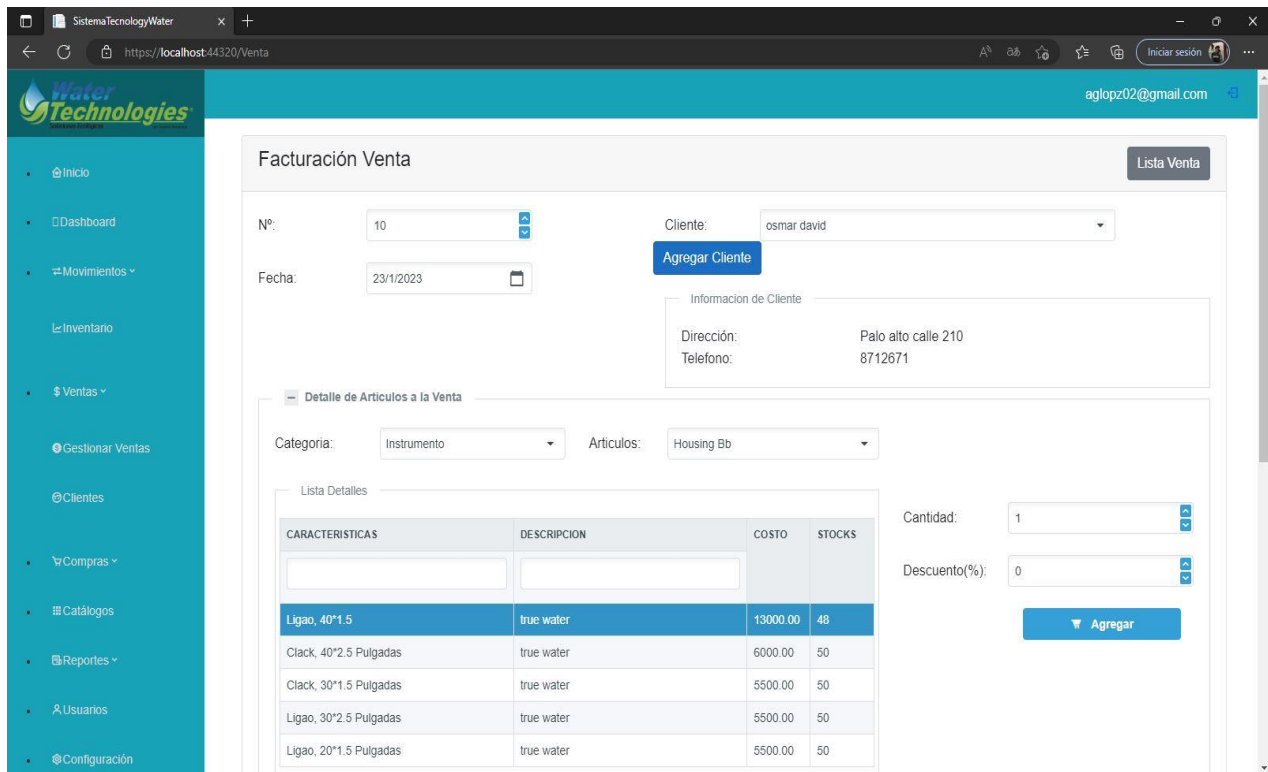 SistemaTecnologyWater
https://localhost:44320/Venta
Iniciar sesión
Water
Technologies
aglopz02@gmail.com
Inicio
Dashboard
Movimientos
Inventario
$ Ventas
Gestionar Ventas
Clientes
Compras
Catálogos
Reportes
Usuarios
Configuración
Facturación Venta
Lista Venta
Nº:
10
Cliente:
osmar david
Agregar Cliente
Fecha:
23/1/2023
Informacion de Cliente
Dirección:
Palo alto calle 210
Telefono:
8712671
Detalle de Articulos a la Venta
Categoria:
Instrumento
Articulos:
Housing Bb
Lista Detalles
CARACTERISTICAS DESCRIPCION COSTO STOCKS
Ligao, 40*1.5 true water 13000.00 48
Clack, 40*2.5 Pulgadas true water 6000.00 50
Clack, 30*1.5 Pulgadas true water 5500.00 50
Ligao, 30*2.5 Pulgadas true water 5500.00 50
Ligao, 20*1.5 Pulgadas true water 5500.00 50
Cantidad:
1
Descuento(%):
0
Agregar